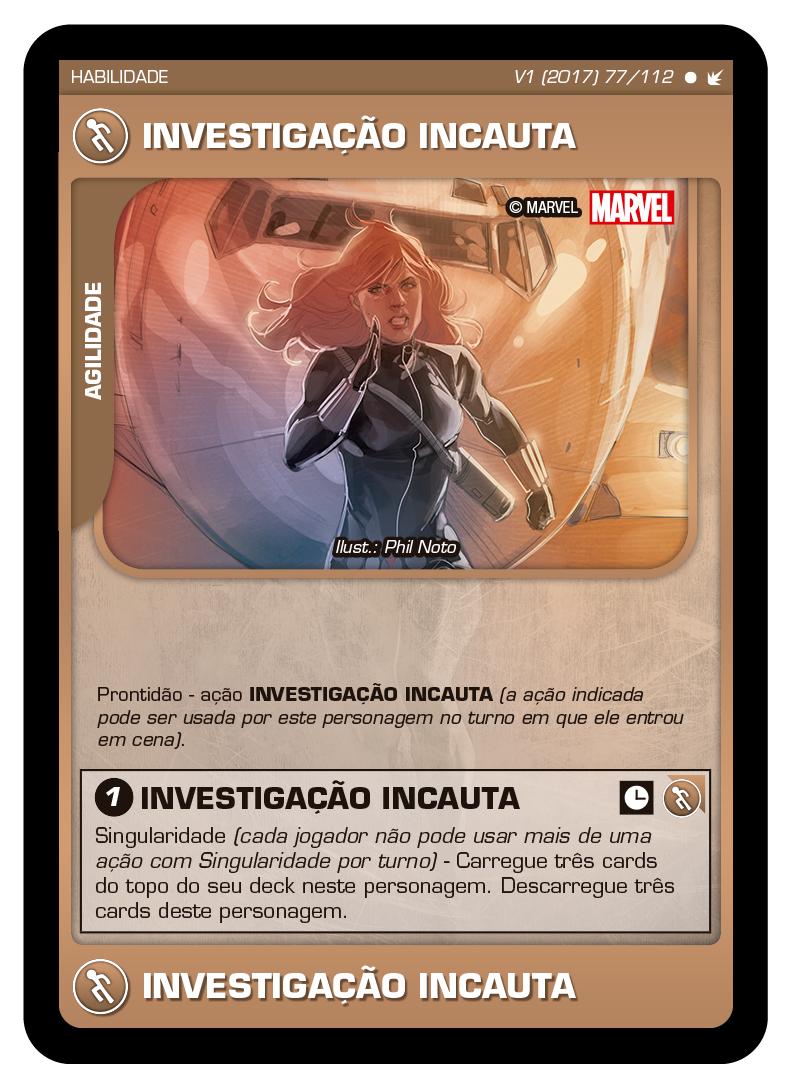 HABILIDADE
V1 (2017) 77/112
INVESTIGAÇÃO INCAUTA
© MARVEL
MARVEL
AGILIDADE
Ilust.: Phil Noto
Prontidão - ação INVESTIGAÇÃO INCAUTA (a ação indicada
pode ser usada por este personagem no turno em que ele entrou
em cena).
1 INVESTIGAÇÃO INCAUTA
Singularidade (cada jogador não pode usar mais de uma
ação com Singularidade por turno) - Carregue três cards
do topo do seu deck neste personagem. Descarregue três
cards deste personagem.
INVESTIGAÇÃO INCAUTA